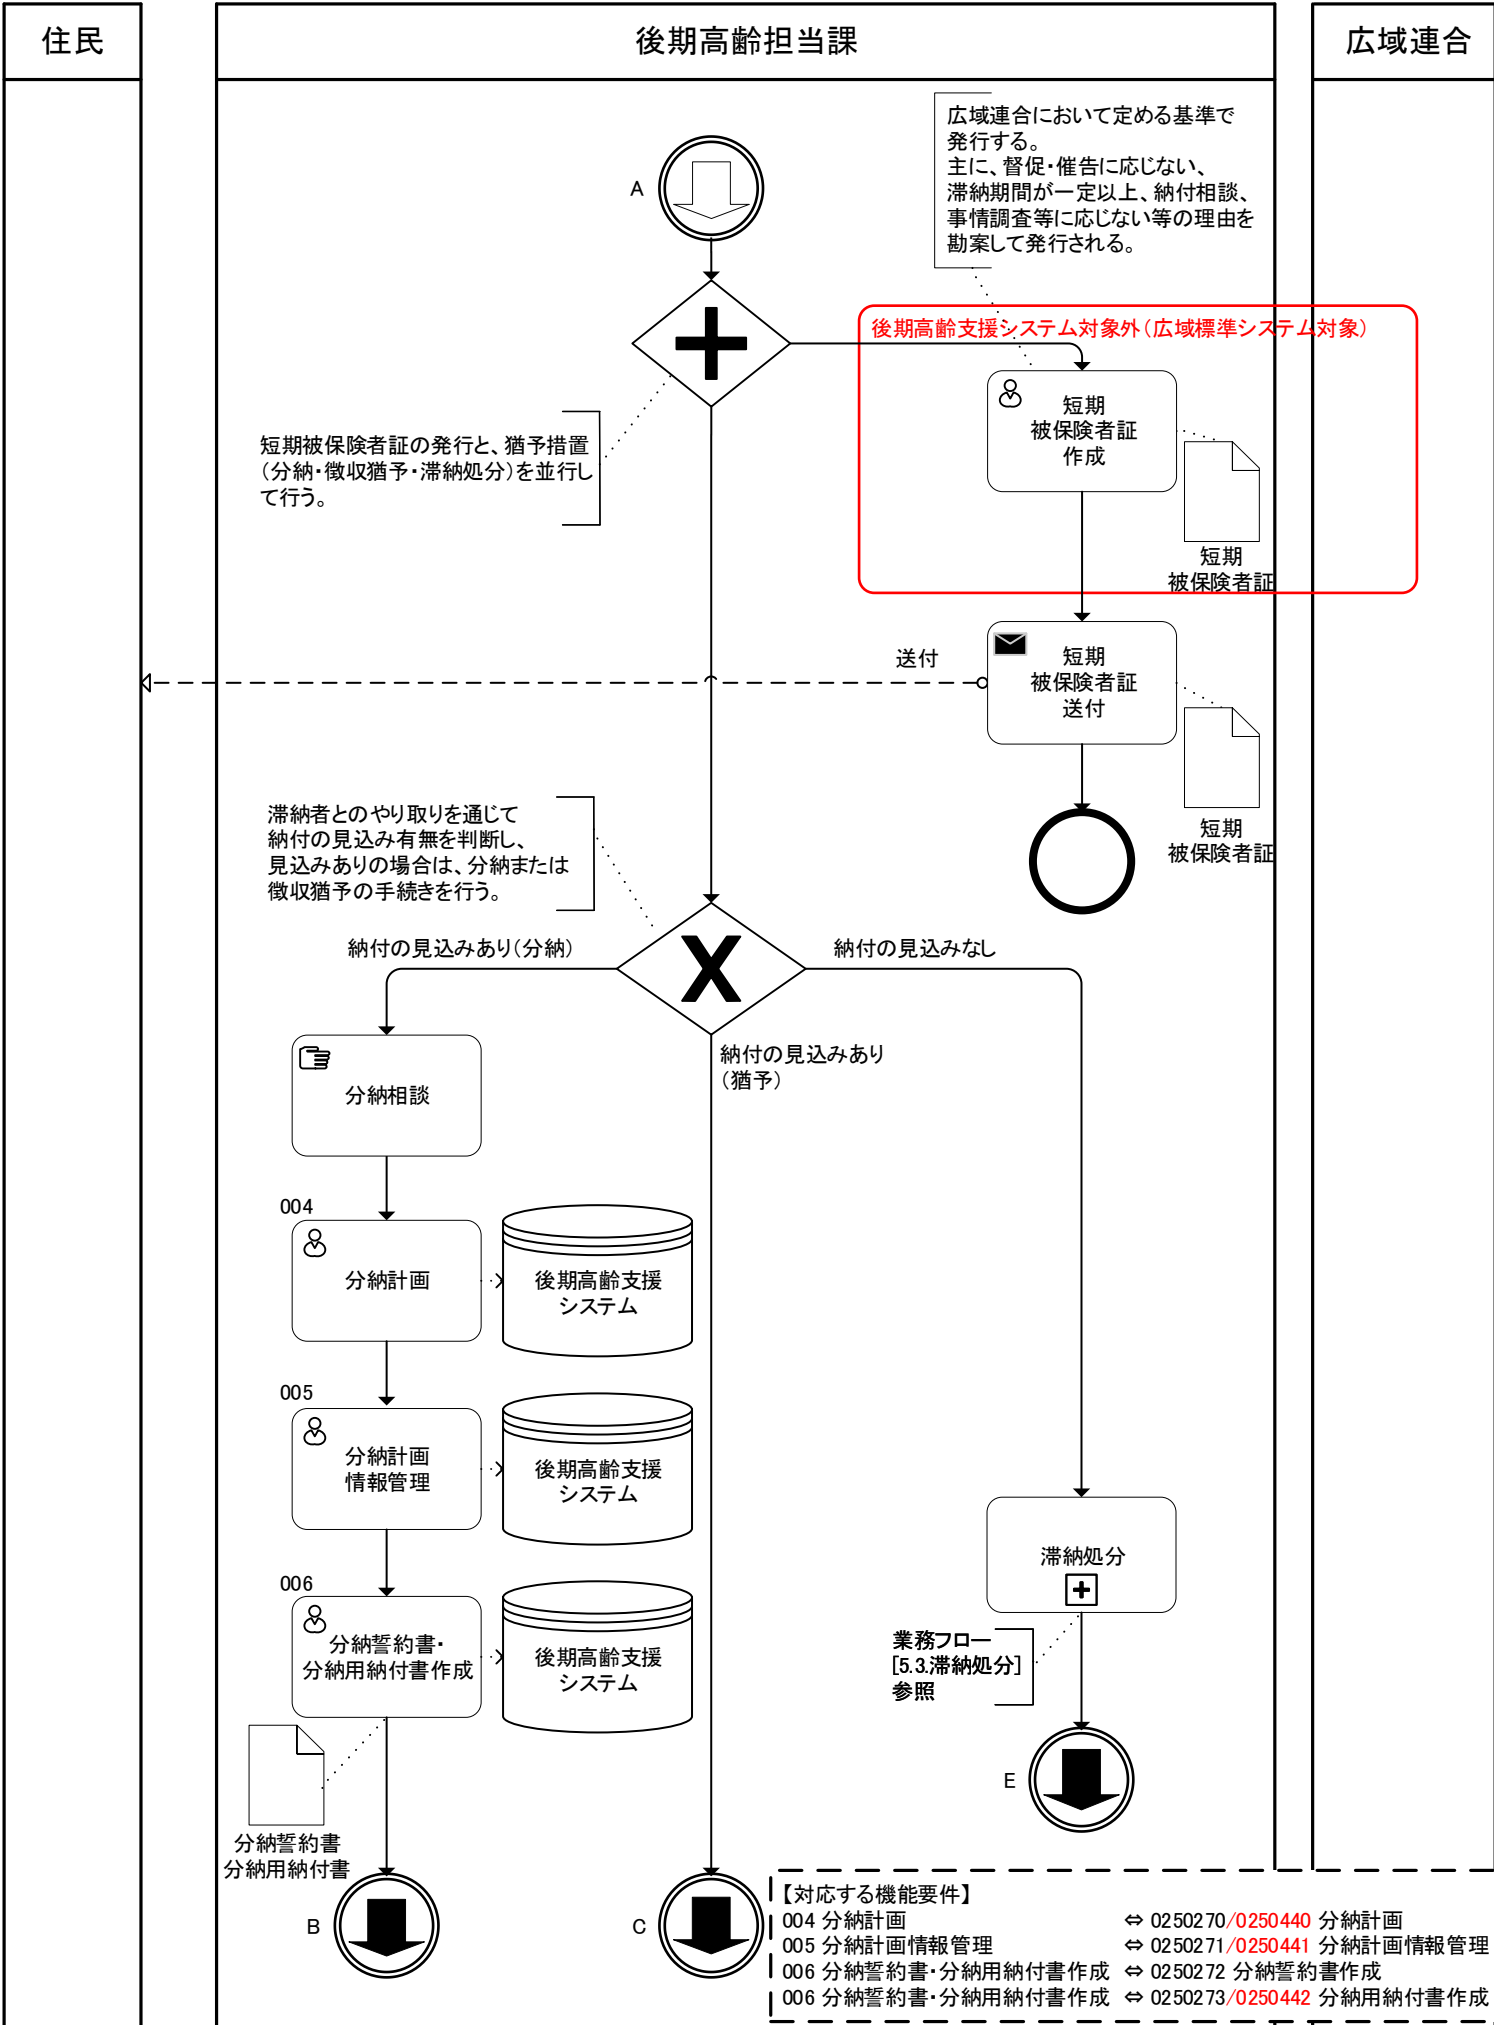 住民
後期高齢担当課
広域連合
広域連合において定める基準で
発行する。
主に、督促・催告に応じない、
滞納期間が一定以上、納付相談、
事情調査等に応じない等の理由を
勘案して発行される。
A
後期高齢支援システム対象外（広域標準システム対象）
短期
被保険者証
作成
短期被保険者証の発行と、猶予措置
（分納・徴収猶予・滞納処分）を並行し
て行う。
短期
被保険者証
送付
短期
被保険者証
送付
短期
被保険者証
滞納者とのやり取りを通じて
納付の見込み有無を判断し、
見込みありの場合は、分納または
徴収猶予の手続きを行う。
納付の見込みあり（分納）
納付の見込みなし
納付の見込みあり
（猶予）
分納相談
004
分納計画
後期高齢支援
システム
005
分納計画
情報管理
後期高齢支援
システム
006
分納誓約書・
分納用納付書作成
後期高齢支援
システム
滞納処分
業務フロー
[5.3.滞納処分]
参照
E
分納誓約書
分納用納付書
B
C
【対応する機能要件】
004 分納計画 ⇔ 0250270/0250440 分納計画
005 分納計画情報管理 ⇔ 0250271/0250441 分納計画情報管理
006 分納誓約書・分納用納付書作成 ⇔ 0250272 分納誓約書作成
006 分納誓約書・分納用納付書作成 ⇔ 0250273/0250442 分納用納付書作成